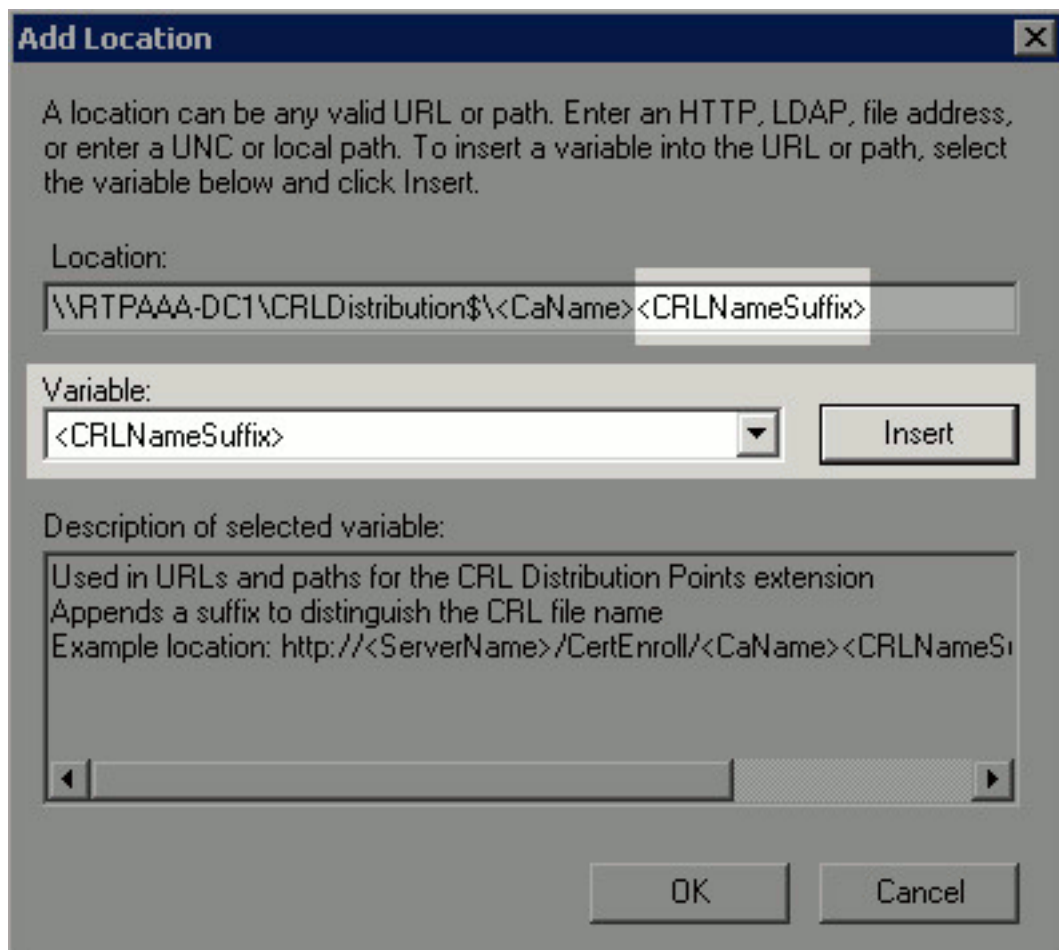 Add Location
A location can be any valid URL or path. Enter an HTTP, LDAP, file address,
or enter a UNC or local path. To insert a variable into the URL or path, select
the variable below and click Insert.
Location:
\\RTPAAA-DC1\CRLDistribution$\<CaName><CRLNameSuffix>
Variable:
<CRLNameSuffix>
Insert
Description of selected variable:
Used in URLs and paths for the CRL Distribution Points extension
Appends a suffix to distinguish the CRL file name
Example location: http://<ServerName>/CertEnroll/<CaName><CRLNameS
OK
Cancel